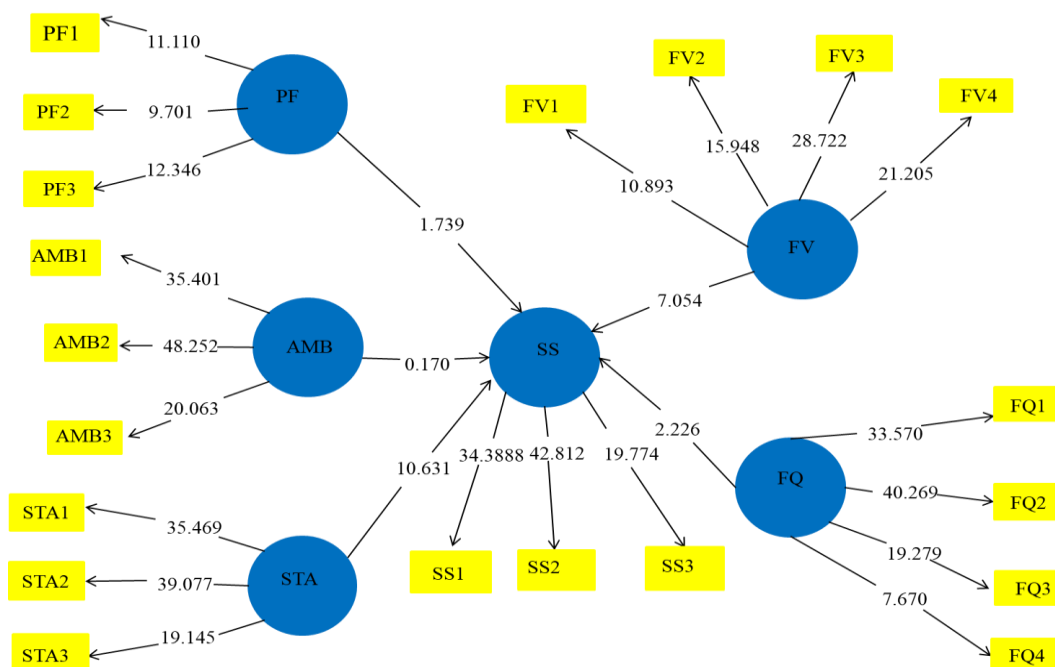 PF1
11.110
PF
PF2
9.701
PF3
12.346
1.739
FV1
FV2
FV3
FV4
10.893
15.948
28.722
21.205
FV
7.054
AMB1
35.401
AMB2
48.252
AMB
0.170
AMB3
20.063
SS
34.3888
42.812
19.774
SS1
SS2
SS3
10.631
STA1
35.469
STA2
39.077
STA
STA3
19.145
2.226
FQ
33.570
FQ1
40.269
FQ2
19.279
FQ3
7.670
FQ4